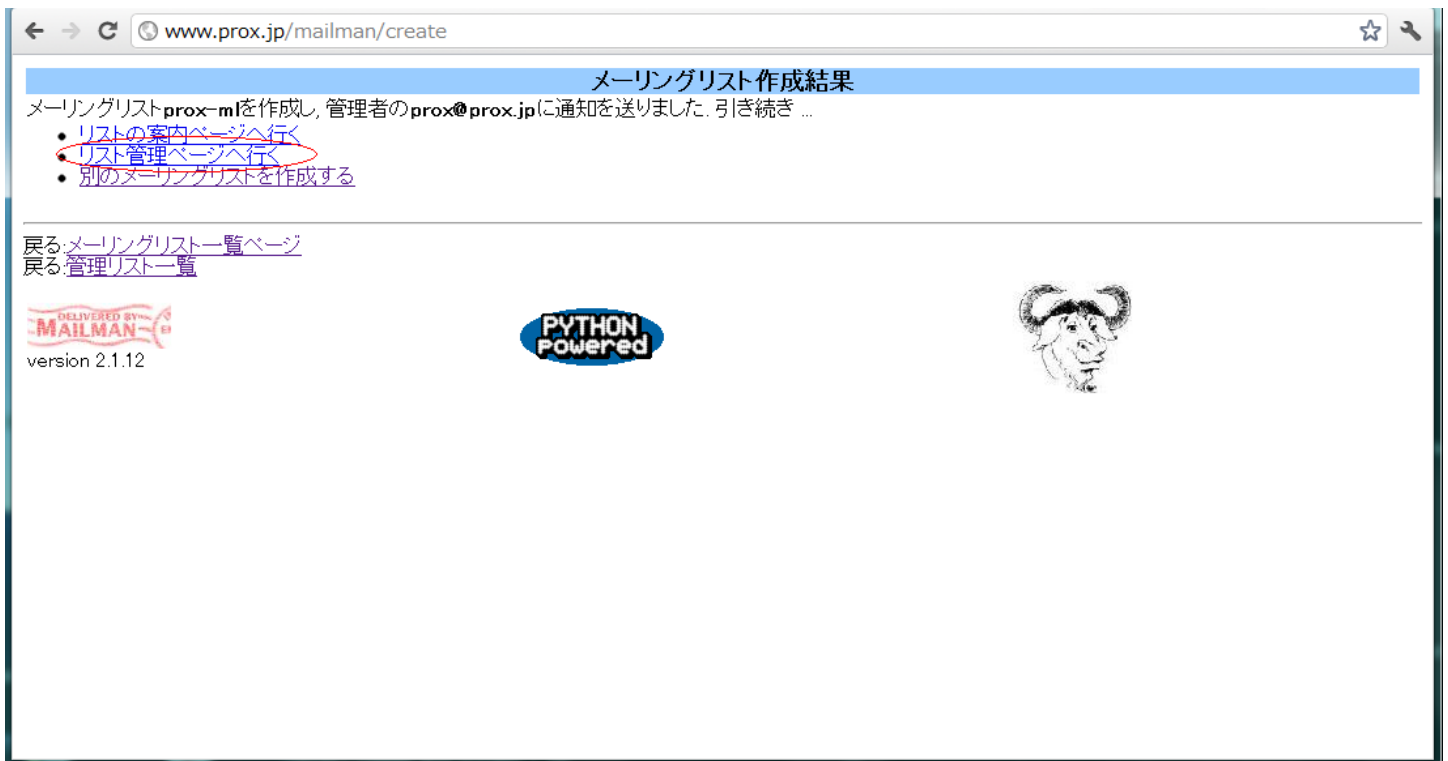 www.prox.jp/mailman/create
メーリングリスト作成結果
メーリングリストprox-mlを作成し, 管理者のprox@prox.jpに通知を送りました. 引き続き ...
リストの案内ページへ行く
リスト管理ページへ行く
別のメーリングリストを作成する
戻る:メーリングリスト一覧ページ
戻る:管理リスト一覧
DELIVERED BY
MAILMAN
PYTHON
Powered
version 2.1.12